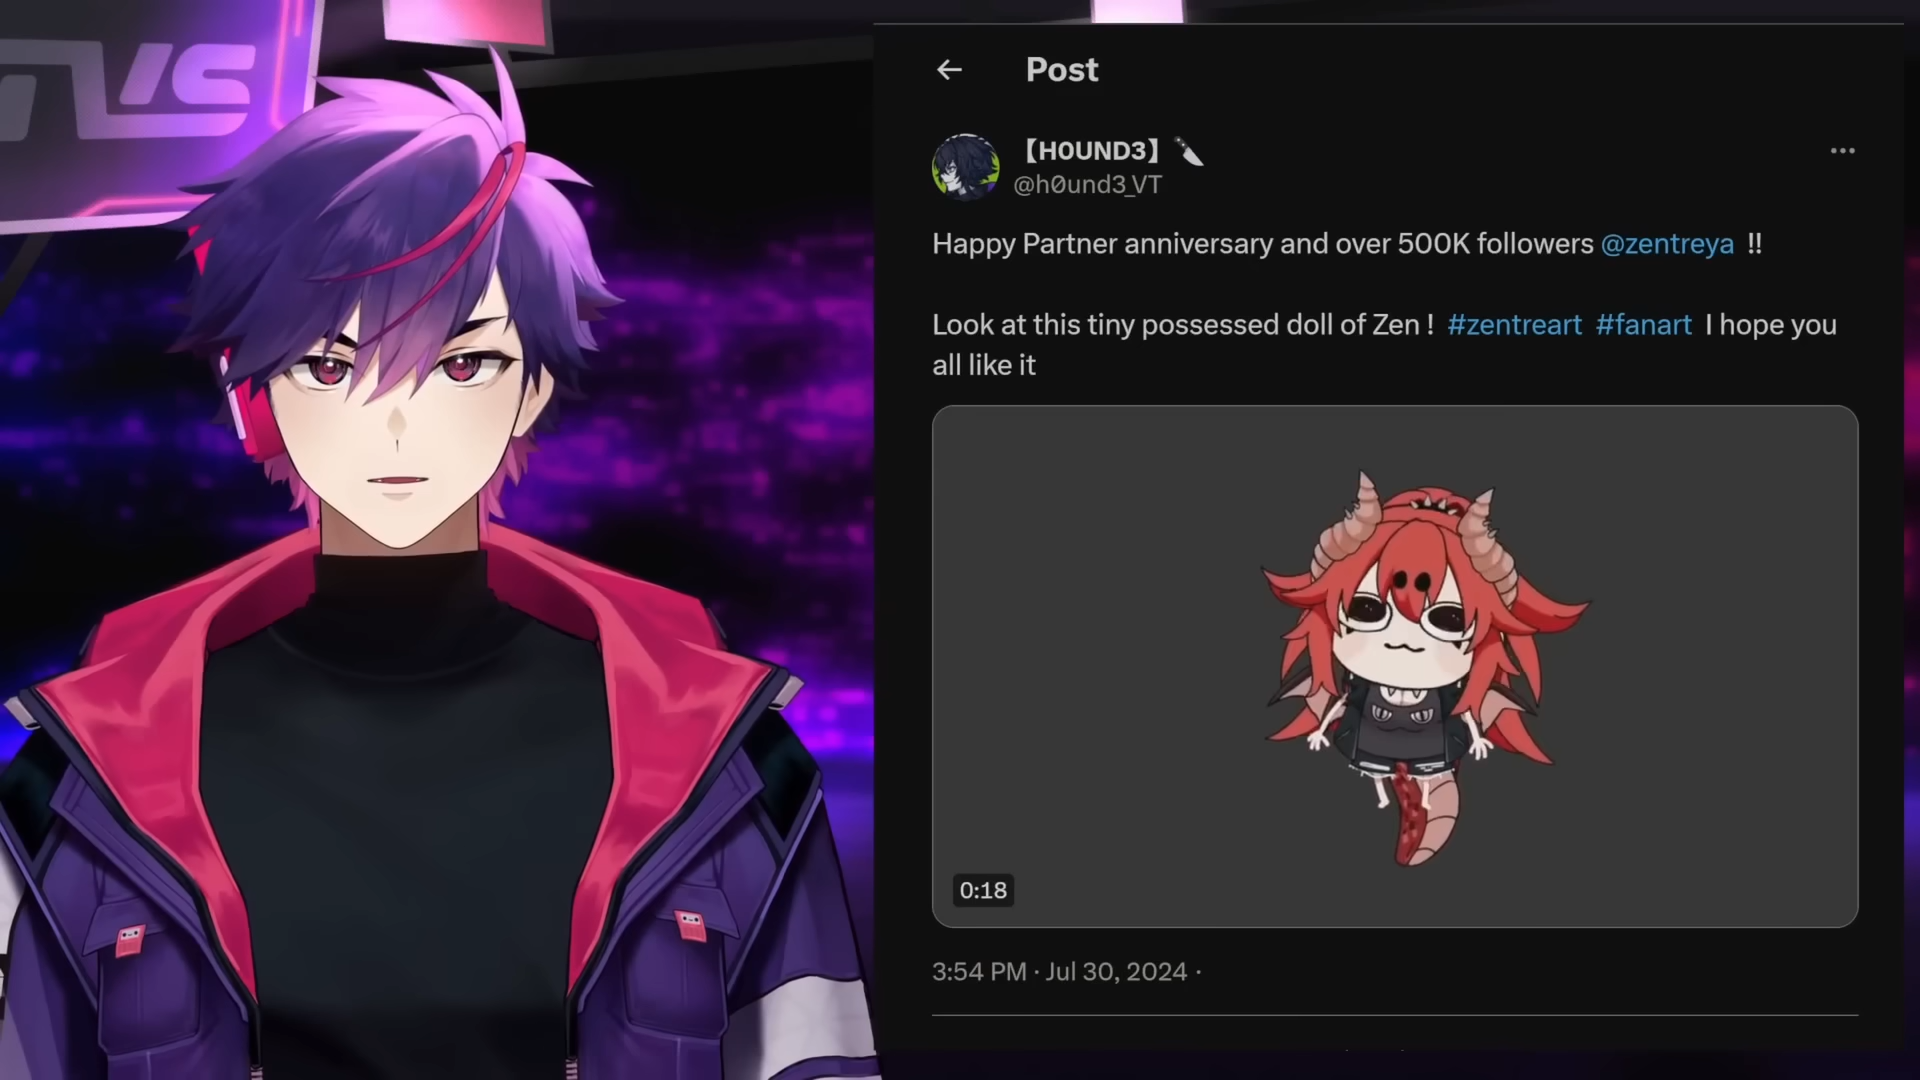 Post
【H0UND3】🔪
@h0und3_VT
Happy Partner anniversary and over 500K followers @zentreya !!
Look at this tiny possessed doll of Zen ! #zentreart #fanart I hope you
all like it
0:18
3:54 PM · Jul 30, 2024 ·